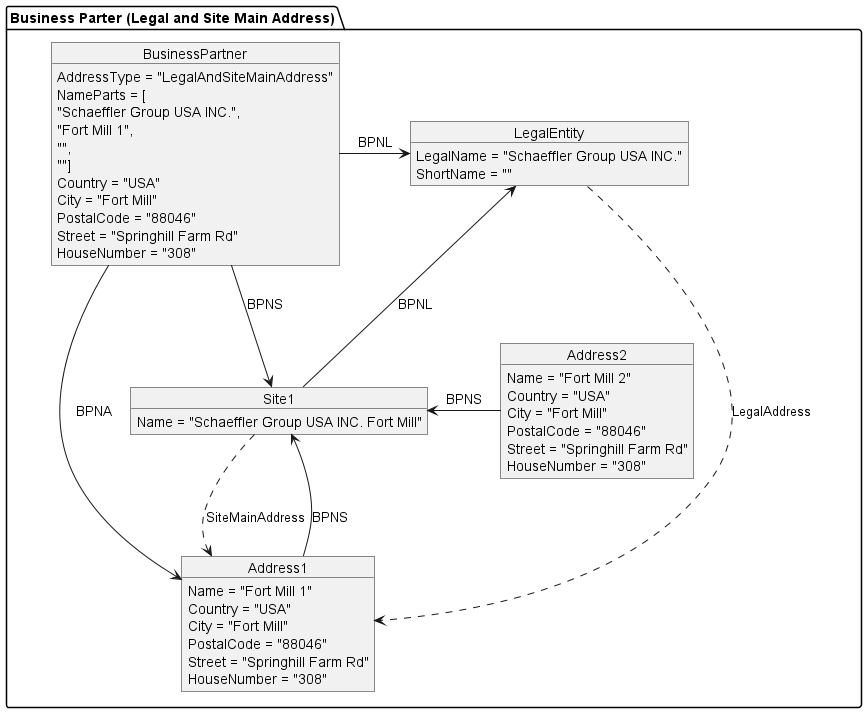 Business Parter (Legal and Site Main Address)
BusinessPartner
AddressType = "LegalAndSiteMainAddress"
NameParts = [
"Schaeffler Group USA INC.",
"Fort Mill 1",
"",
""]
Country = "USA"
City = "Fort Mill"
PostalCode = "88046"
Street = "Springhill Farm Rd"
HouseNumber = "308"
BPNL
LegalEntity
LegalName = "Schaeffler Group USA INC."
ShortName = ""
BPNS
BPNL
Address2
Name = "Fort Mill 2"
Country = "USA"
City = "Fort Mill"
PostalCode = "88046"
Street = "Springhill Farm Rd"
HouseNumber = "308"
BPNS
Site1
Name = "Schaeffler Group USA INC. Fort Mill"
BPNA
LegalAddress
SiteMainAddress
BPNS
Address1
Name = "Fort Mill 1"
Country = "USA"
City = "Fort Mill"
PostalCode = "88046"
Street = "Springhill Farm Rd"
HouseNumber = "308"